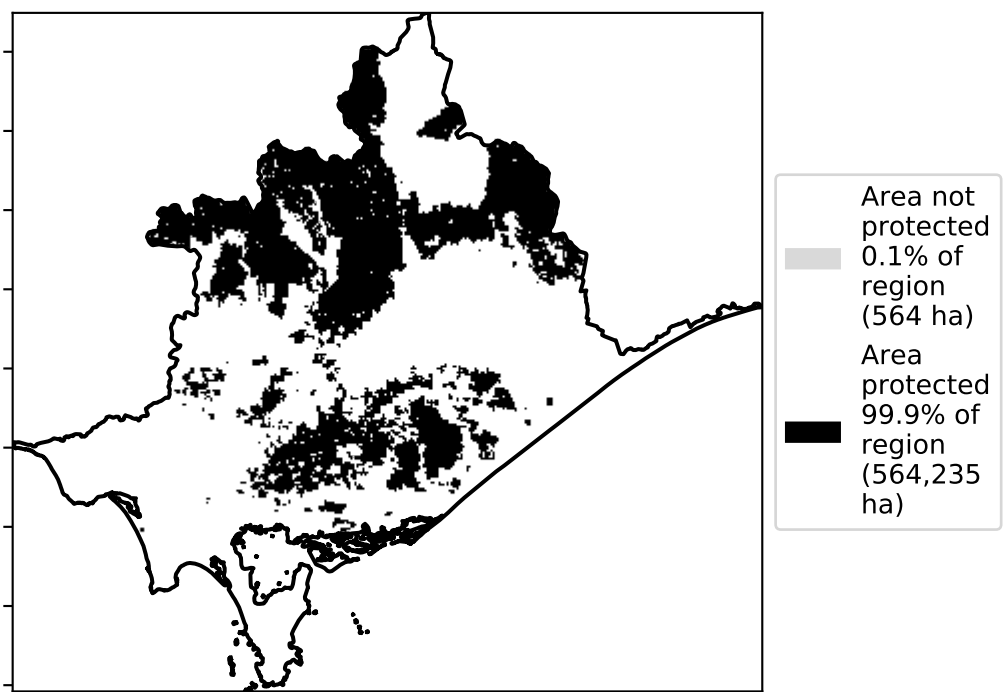 Area not
protected
0.1% of
region
(564 ha)
Area
protected
99.9% of
region
(564,235
ha)